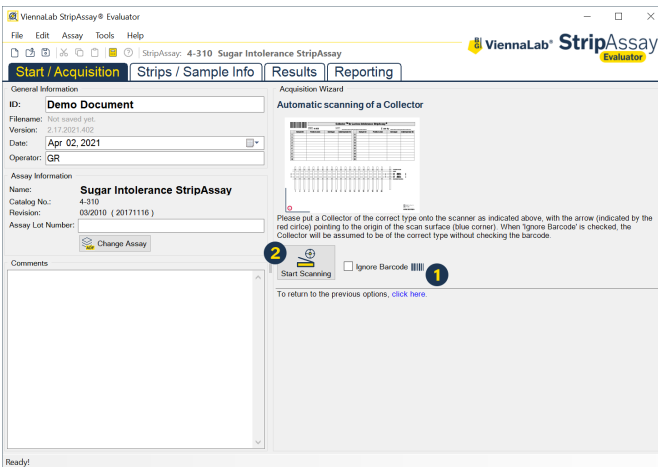 ViennaLab StripAssay® Evaluator
File Edit Assay Tools Help
StripAssay: 4-310 Sugar Intolerance StripAssay
ViennaLab® StripAssay
Evaluator
Start / Acquisition Strips / Sample Info Results Reporting
General Information
ID: Demo Document
Filename: Not saved yet.
Version: 2.17.2021.402
Date: Apr 02, 2021
Operator: GR
Assay Information
Name: Sugar Intolerance StripAssay
Catalog No.: 4-310
Revision: 03/2010 ( 20171116 )
Assay Lot Number:
Change Assay
Comments
Acquisition Wizard
Automatic scanning of a Collector
Please put a Collector of the correct type onto the scanner as indicated above, with the arrow (indicated by the
red cirlce) pointing to the origin of the scan surface (blue corner). When 'Ignore Barcode' is checked, the
Collector will be assumed to be of the correct type without checking the barcode.
2
Start Scanning
Ignore Barcode
1
To return to the previous options, click here.
Ready!